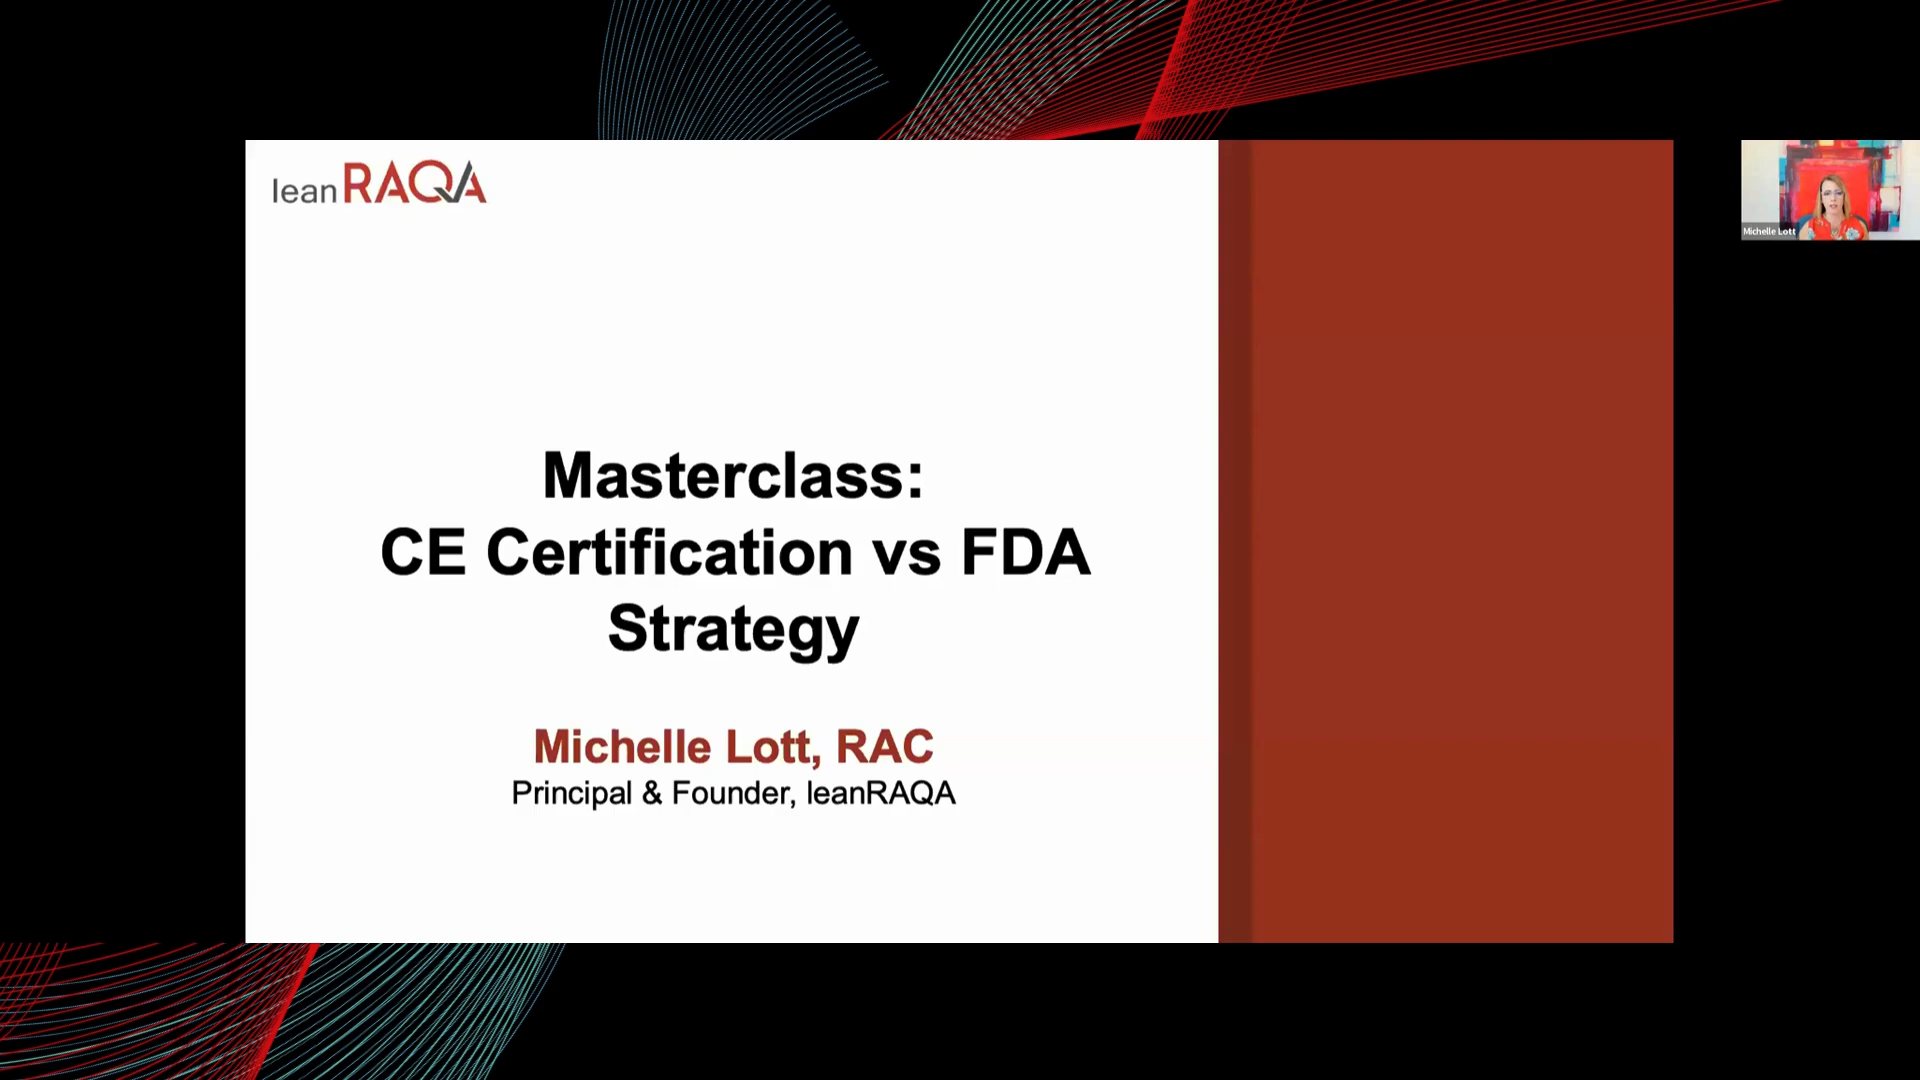 leanRAQA
Michelle Lott
Masterclass:
CE Certification vs FDA
Strategy
Michelle Lott, RAC
Principal & Founder, leanRAQA